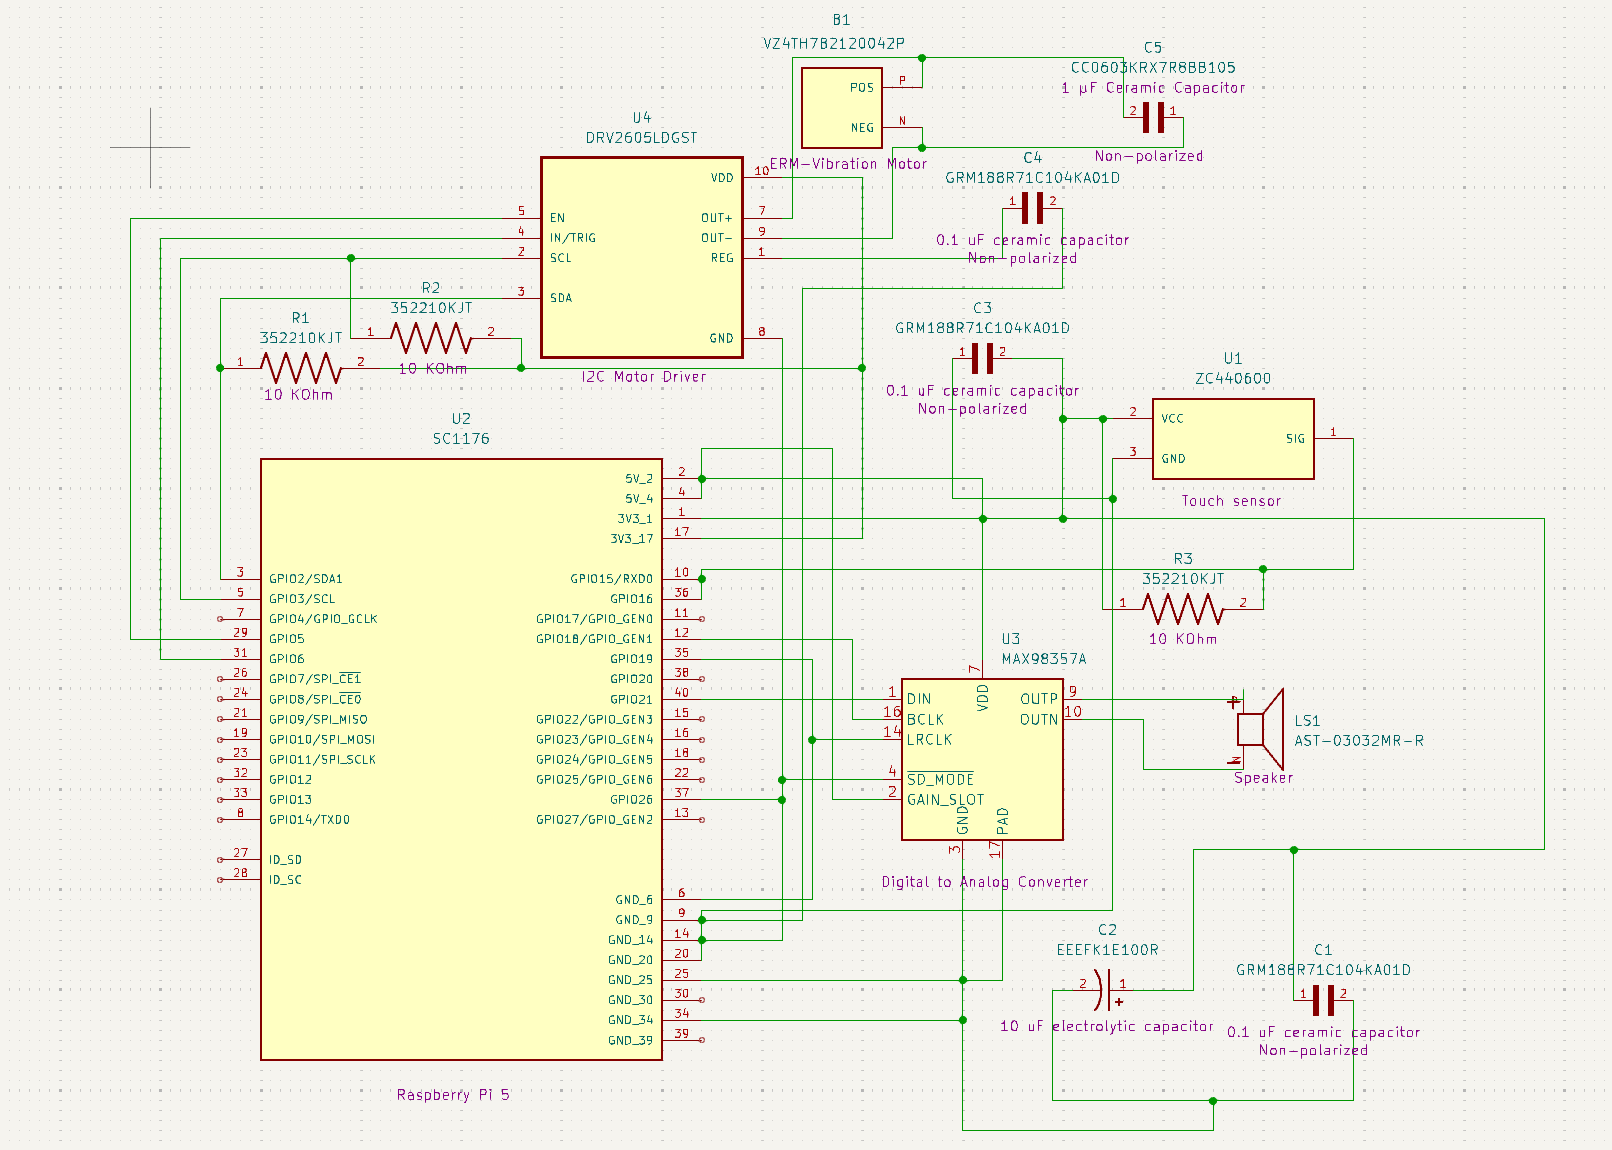 B1
VZ4TH7B2120042P
POS P
NEG N
ERM-Vibration Motor
C5
CC0603KRX7R8BB105
1 µF Ceramic Capacitor
2 1
Non-polarized
U4
DRV2605LDGST
5 EN
4 IN/TRIG
2 SCL
3 SDA
VDD 10
OUT+ 7
OUT- 9
REG 1
GND 8
I2C Motor Driver
C4
GRM188R71C104KA01D
1 2
0.1 uF ceramic capacitor
Non-polarized
R2
352210KJT
1 2
10 KOhm
R1
352210KJT
1 2
10 KOhm
C3
GRM188R71C104KA01D
1 2
0.1 uF ceramic capacitor
Non-polarized
U1
ZC440600
2 VCC
3 GND
SIG 1
Touch sensor
U2
SC1176
5V_2 2
5V_4 4
3V3_1 1
3V3_17 17
3 GPIO2/SDA1
5 GPIO3/SCL
7 GPIO4/GPIO_GCLK
29 GPIO5
31 GPIO6
26 GPIO7/SPI_CE1
24 GPIO8/SPI_CE0
21 GPIO9/SPI_MISO
19 GPIO10/SPI_MOSI
23 GPIO11/SPI_SCLK
32 GPIO12
33 GPIO13
8 GPIO14/TXD0
27 ID_SD
28 ID_SC
GPIO15/RXD0 10
GPIO16 36
GPIO17/GPIO_GEN0 11
GPIO18/GPIO_GEN1 12
GPIO19 35
GPIO20 38
GPIO21 40
GPIO22/GPIO_GEN3 15
GPIO23/GPIO_GEN4 16
GPIO24/GPIO_GEN5 18
GPIO25/GPIO_GEN6 22
GPIO26 37
GPIO27/GPIO_GEN2 13
GND_6 6
GND_9 9
GND_14 14
GND_20 20
GND_25 25
GND_30 30
GND_34 34
GND_39 39
Raspberry Pi 5
R3
352210KJT
1 2
10 KOhm
U3
MAX98357A
7 VDD
1 DIN
16 BCLK
14 LRCLK
4 SD_MODE
2 GAIN_SLOT
OUTP 9
OUTN 10
GND 3
PAD 17
Digital to Analog Converter
P
+
N
-
LS1
AST-03032MR-R
Speaker
C2
EEEFK1E100R
2 1
+
10 uF electrolytic capacitor
C1
GRM188R71C104KA01D
1 2
0.1 uF ceramic capacitor
Non-polarized